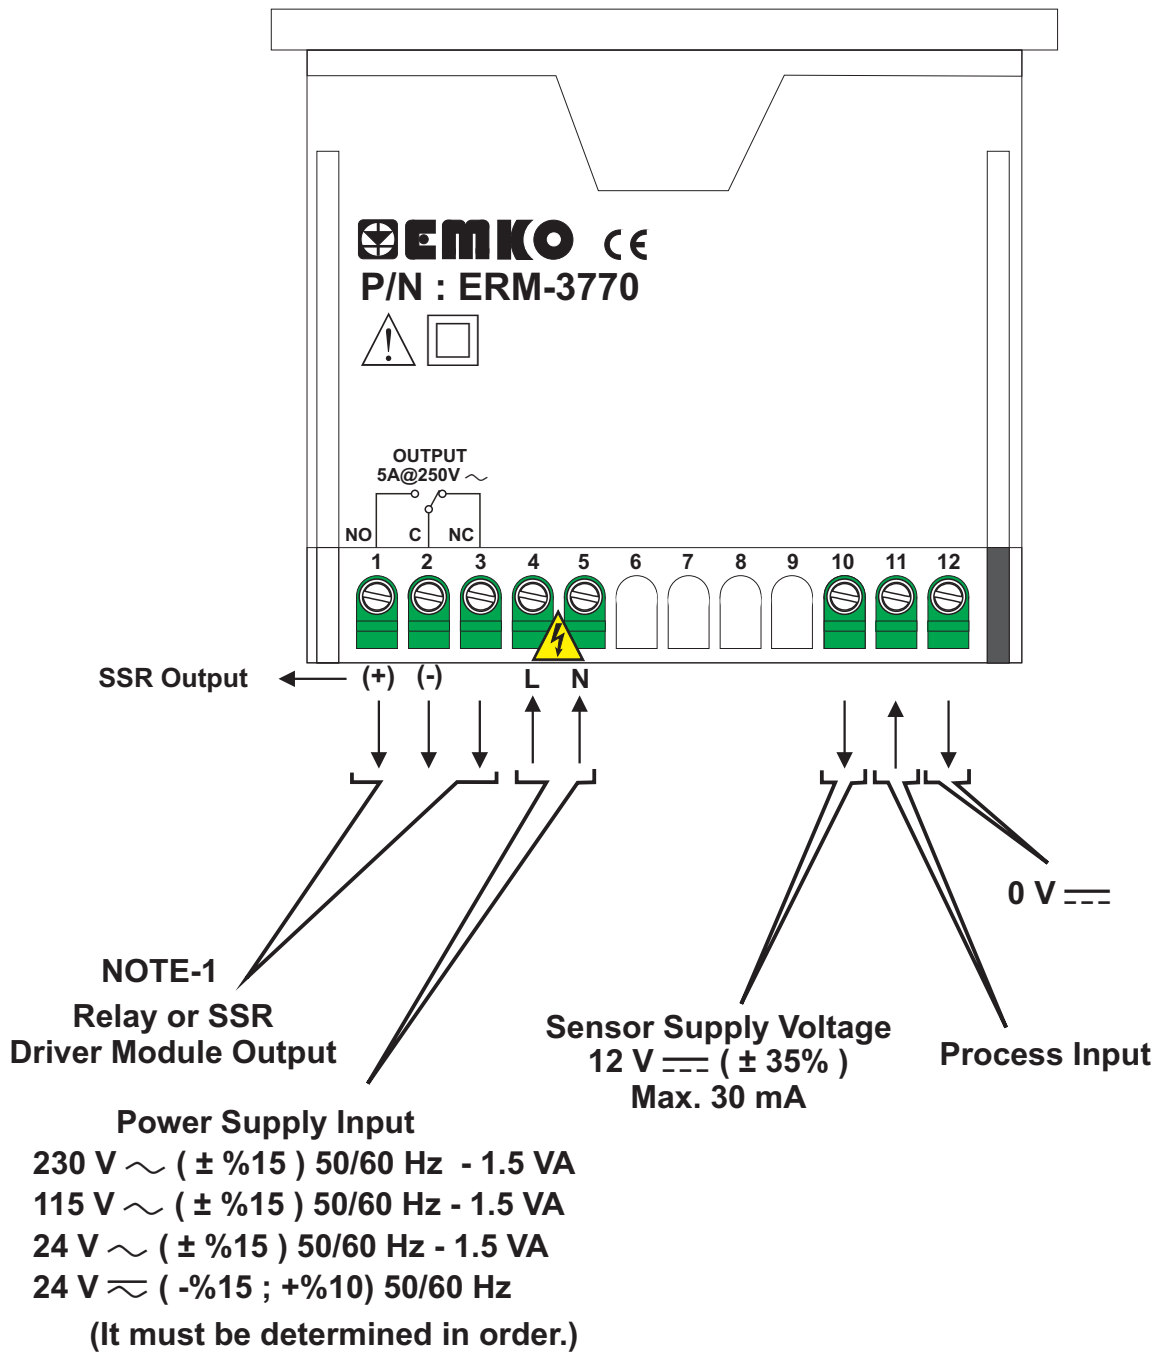 EMKO CE
P/N : ERM-3770
OUTPUT
5A@250V ～
NO C NC
1 2 3 4 5 6 7 8 9 10 11 12
SSR Output (+) (-) L N
0 V ⎓
NOTE-1
Relay or SSR
Driver Module Output
Sensor Supply Voltage
12 V ⎓ ( ± 35% )
Max. 30 mA
Process Input
Power Supply Input
230 V ～ ( ± %15 ) 50/60 Hz - 1.5 VA
115 V ～ ( ± %15 ) 50/60 Hz - 1.5 VA
24 V ～ ( ± %15 ) 50/60 Hz - 1.5 VA
24 V ⏦ ( -%15 ; +%10) 50/60 Hz
(It must be determined in order.)